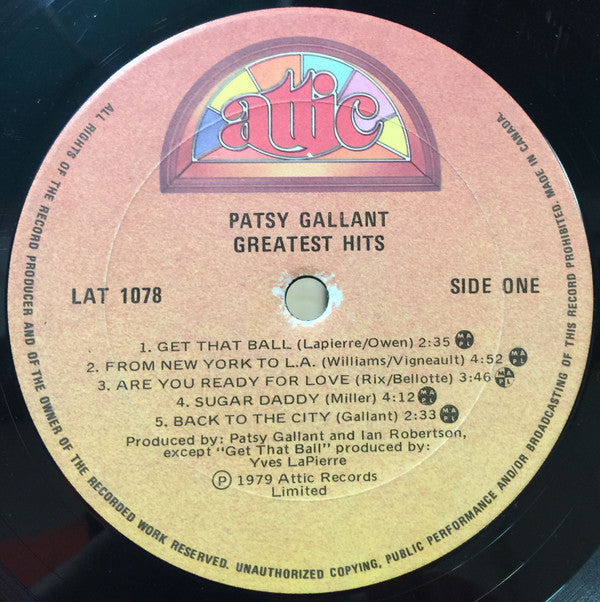 attic
PATSY GALLANT
GREATEST HITS
LAT 1078
SIDE ONE
1. GET THAT BALL (Lapierre/Owen) 2:35 MAPL
2. FROM NEW YORK TO L.A. (Williams/Vigneault) 4:52 MAPL
3. ARE YOU READY FOR LOVE (Rix/Bellotte) 3:46 MAPL
4. SUGAR DADDY (Miller) 4:12 MAPL
5. BACK TO THE CITY (Gallant) 2:33 MAPL
Produced by: Patsy Gallant and Ian Robertson,
except "Get That Ball" produced by:
Yves LaPierre
Ⓟ 1979 Attic Records
Limited
ALL RIGHTS OF THE RECORD PRODUCER AND OF THE OWNER OF THE RECORDED WORK RESERVED. UNAUTHORIZED COPYING, PUBLIC PERFORMANCE AND/OR BROADCASTING OF THIS RECORD PROHIBITED. MADE IN CANADA.